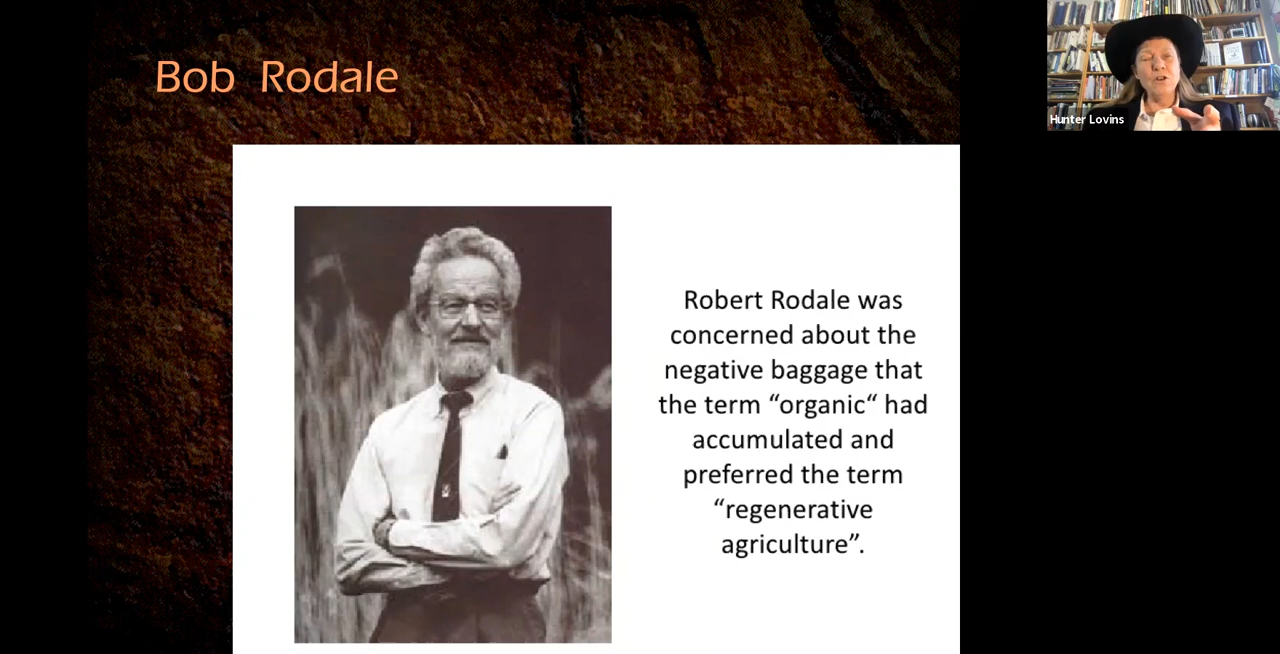 Bob Rodale
Hunter Lovins
Robert Rodale was
concerned about the
negative baggage that
the term “organic“ had
accumulated and
preferred the term
“regenerative
agriculture”.